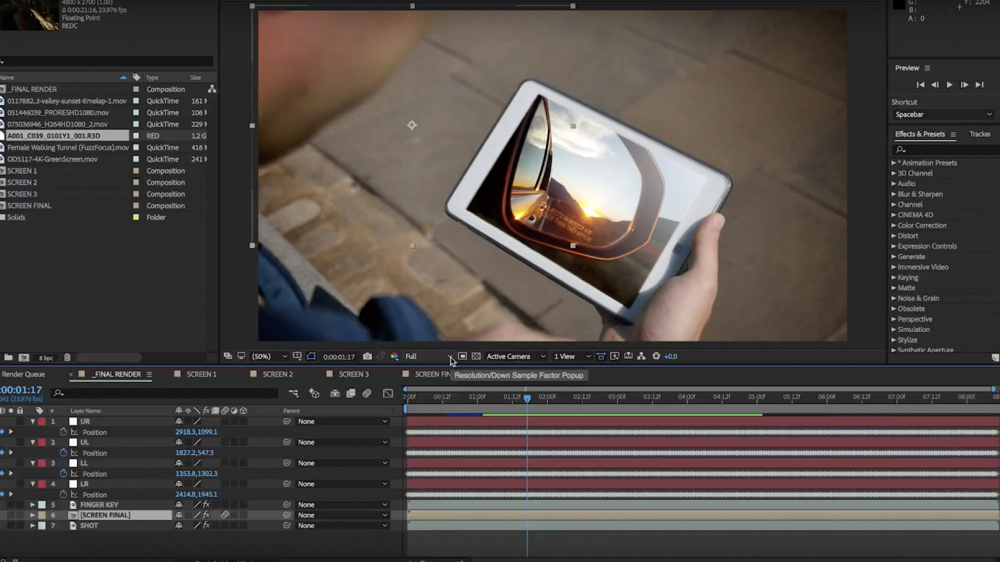 4800 x 2700 (1.00)
Δ 0:00:21:16, 23.976 fps
Floating Point
REDC
G:
B:
A: 0
Y: 2204
Preview
Shortcut
Spacebar
Effects & Presets
Tracker
* Animation Presets
3D Channel
Audio
Blur & Sharpen
Channel
CINEMA 4D
Color Correction
Distort
Expression Controls
Generate
Immersive Video
Keying
Matte
Noise & Grain
Obsolete
Perspective
Simulation
Stylize
Synthetic Aperture
Name Type Size
_FINAL RENDER Composition
0117882...t-valley-sunset-timelap-1.mov QuickTime 161 M
051446039_PRORESHD1080.mov QuickTime 106 M
075036946_H264HD1080_2.mov QuickTime 229 M
A001_C039_0101Y1_001.R3D RED 1.2 G
Female Walking Tunnel (FuzzFocus).mov QuickTime 416 M
OD5117-4K-GreenScreen.mov QuickTime 241 M
SCREEN 1 Composition
SCREEN 2 Composition
SCREEN 3 Composition
SCREEN FINAL Composition
Solids Folder
8 bpc
(50%) 0:00:01:17 Full Active Camera 1 View +0.0
Resolution/Down Sample Factor Popup
Render Queue × _FINAL RENDER SCREEN 1 SCREEN 2 SCREEN 3 SCREEN FIN
:00:01:17
041 (23.976 fps)
:00f 00:12f 01:00f 01:12f 02:00f 02:12f 03:00f 03:12f 04:00f 04:12f 05:00f 05:12f 06:00f 06:12f 07:00f 07:12f 08:00f 08
# Layer Name Parent
1 UR None
Position 2918.3,1099.1
2 UL None
Position 1827.2,547.3
3 LL None
Position 1353.8,1302.3
4 LR None
Position 2414.8,1945.1
5 FINGER KEY None
6 [SCREEN FINAL] None
7 SHOT None